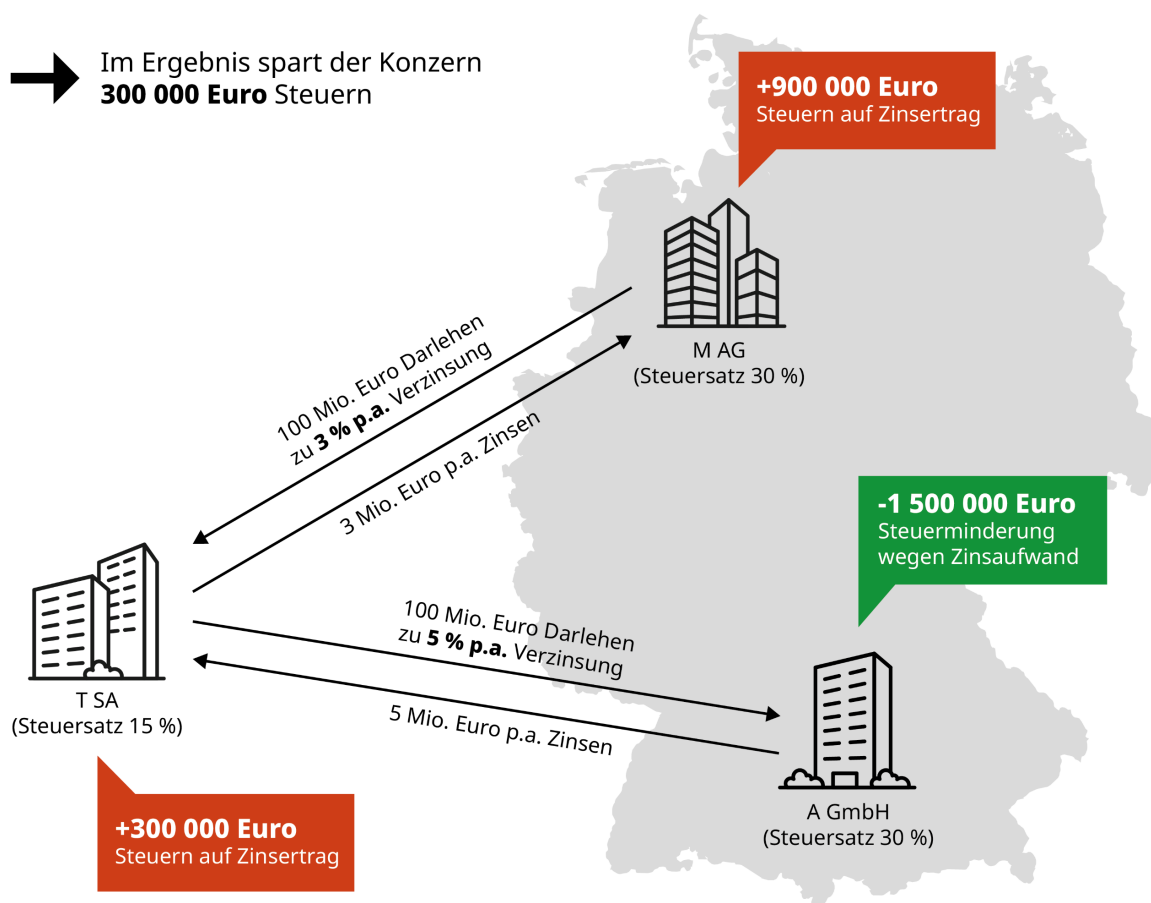 Im Ergebnis spart der Konzern
300 000 Euro Steuern
+900 000 Euro
Steuern auf Zinsertrag
M AG
(Steuersatz 30 %)
100 Mio. Euro Darlehen
zu 3 % p.a. Verzinsung
3 Mio. Euro p.a. Zinsen
-1 500 000 Euro
Steuerminderung
wegen Zinsaufwand
100 Mio. Euro Darlehen
zu 5 % p.a. Verzinsung
5 Mio. Euro p.a. Zinsen
T SA
(Steuersatz 15 %)
A GmbH
(Steuersatz 30 %)
+300 000 Euro
Steuern auf Zinsertrag